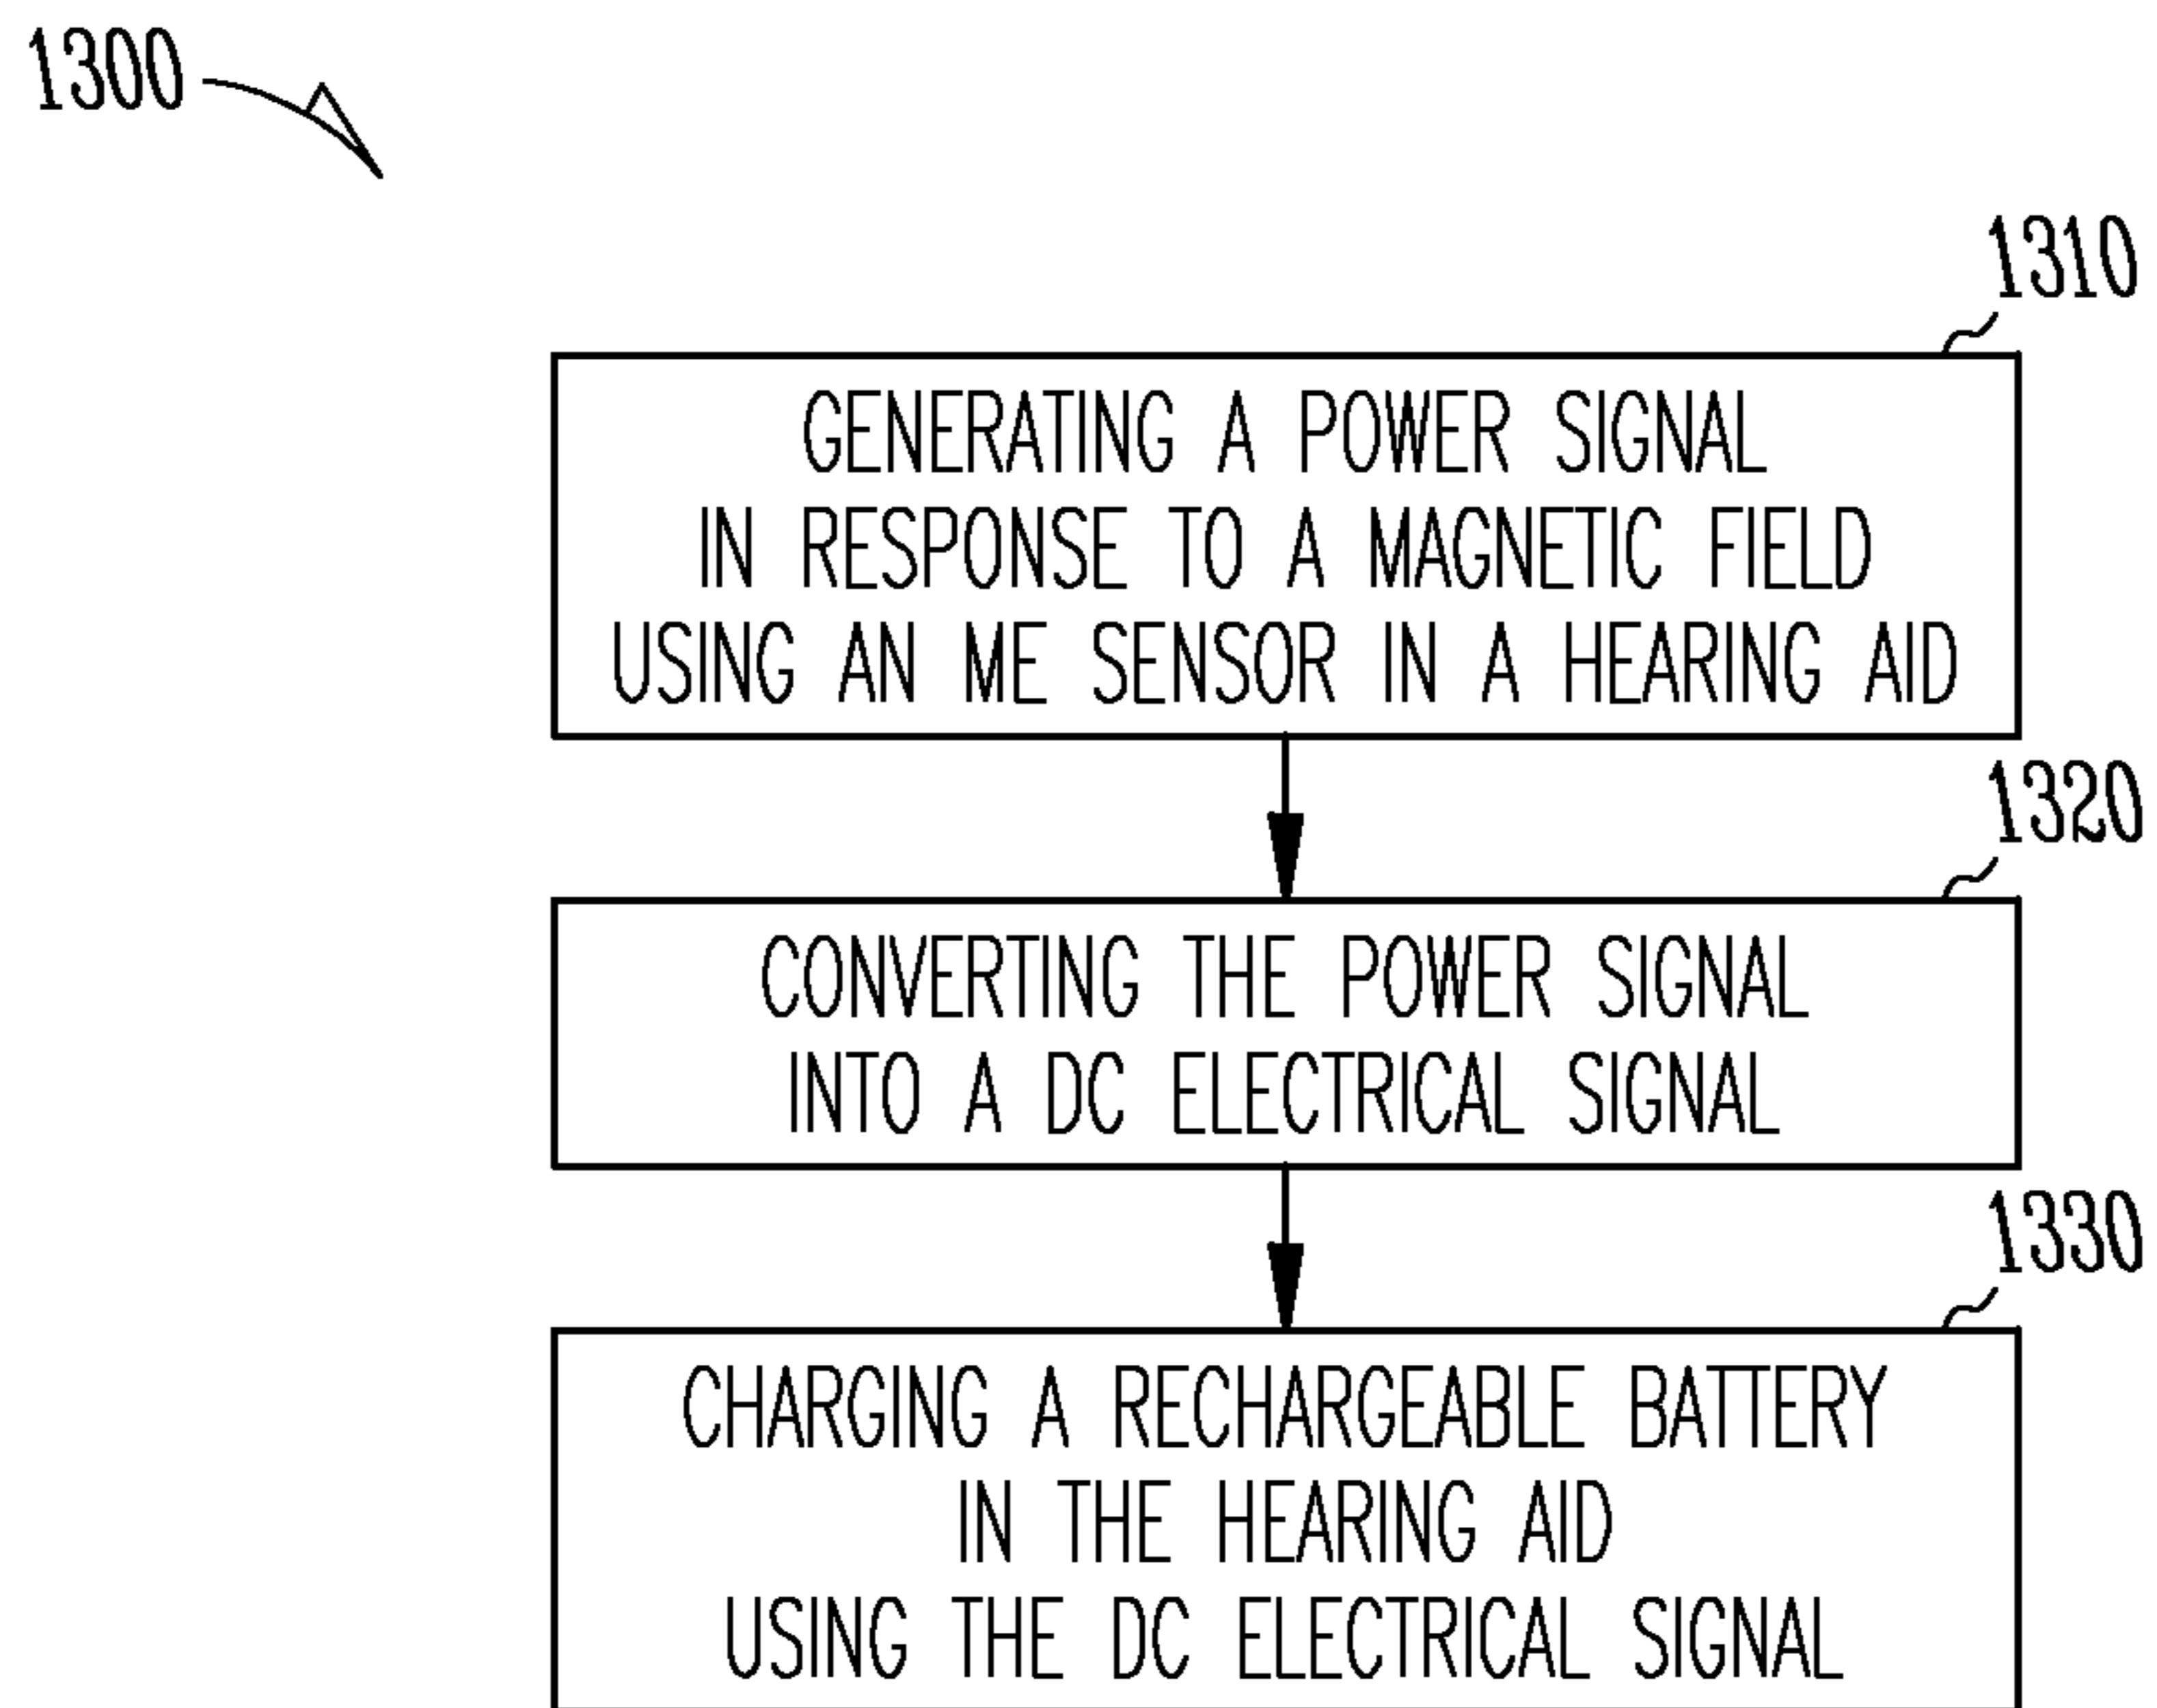 1300
1310
GENERATING A POWER SIGNAL
IN RESPONSE TO A MAGNETIC FIELD
USING AN ME SENSOR IN A HEARING AID
1320
CONVERTING THE POWER SIGNAL
INTO A DC ELECTRICAL SIGNAL
1330
CHARGING A RECHARGEABLE BATTERY
IN THE HEARING AID
USING THE DC ELECTRICAL SIGNAL